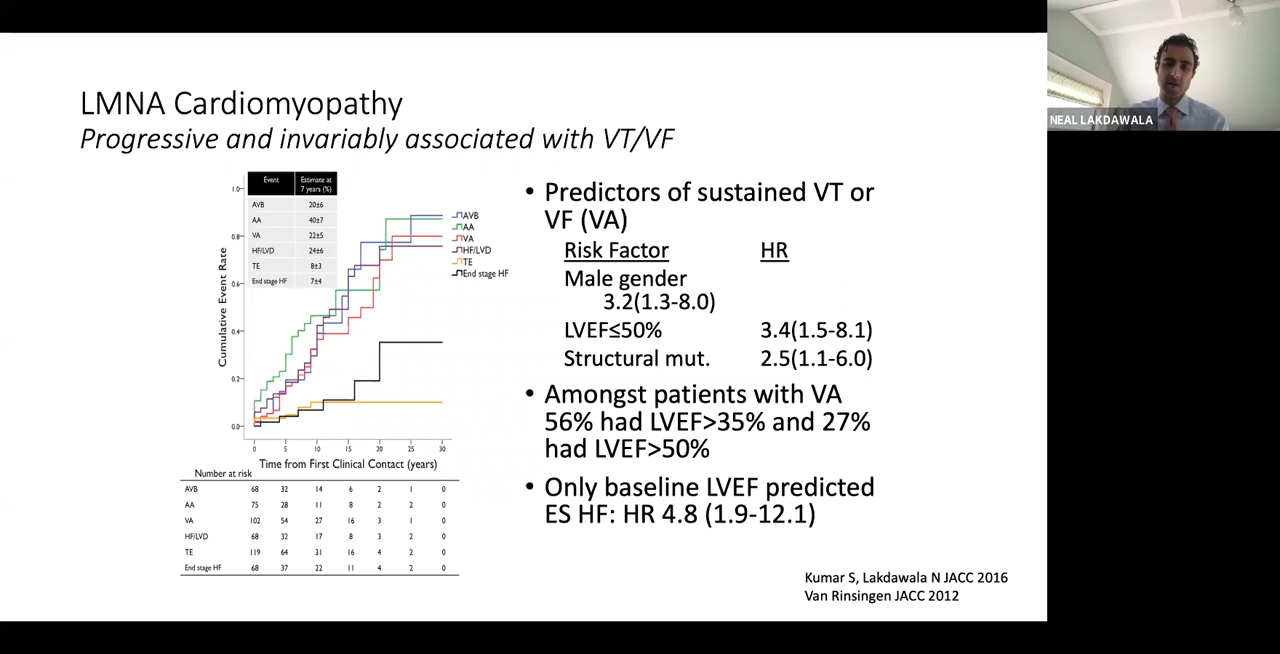 NEAL LAKDAWALA
LMNA Cardiomyopathy
Progressive and invariably associated with VT/VF
Event Estimate at 7 years (%)
AVB 20±6
AA 40±7
VA 22±5
HF/LVD 24±6
TE 8±3
End stage HF 7±4
Cumulative Event Rate
1.0
0.8
0.6
0.4
0.2
0.0
AVB
AA
VA
HF/LVD
TE
End stage HF
0 5 10 15 20 25 30
Time from First Clinical Contact (years)
Number at risk
AVB 68 32 14 6 2 1 0
AA 75 28 11 8 2 2 0
VA 102 54 27 16 3 1 0
HF/LVD 68 32 17 8 3 2 0
TE 119 64 31 16 4 2 0
End stage HF 68 37 22 11 4 2 0
• Predictors of sustained VT or
VF (VA)
Risk Factor HR
Male gender
3.2(1.3-8.0)
LVEF≤50% 3.4(1.5-8.1)
Structural mut. 2.5(1.1-6.0)
• Amongst patients with VA
56% had LVEF>35% and 27%
had LVEF>50%
• Only baseline LVEF predicted
ES HF: HR 4.8 (1.9-12.1)
Kumar S, Lakdawala N JACC 2016
Van Rinsingen JACC 2012